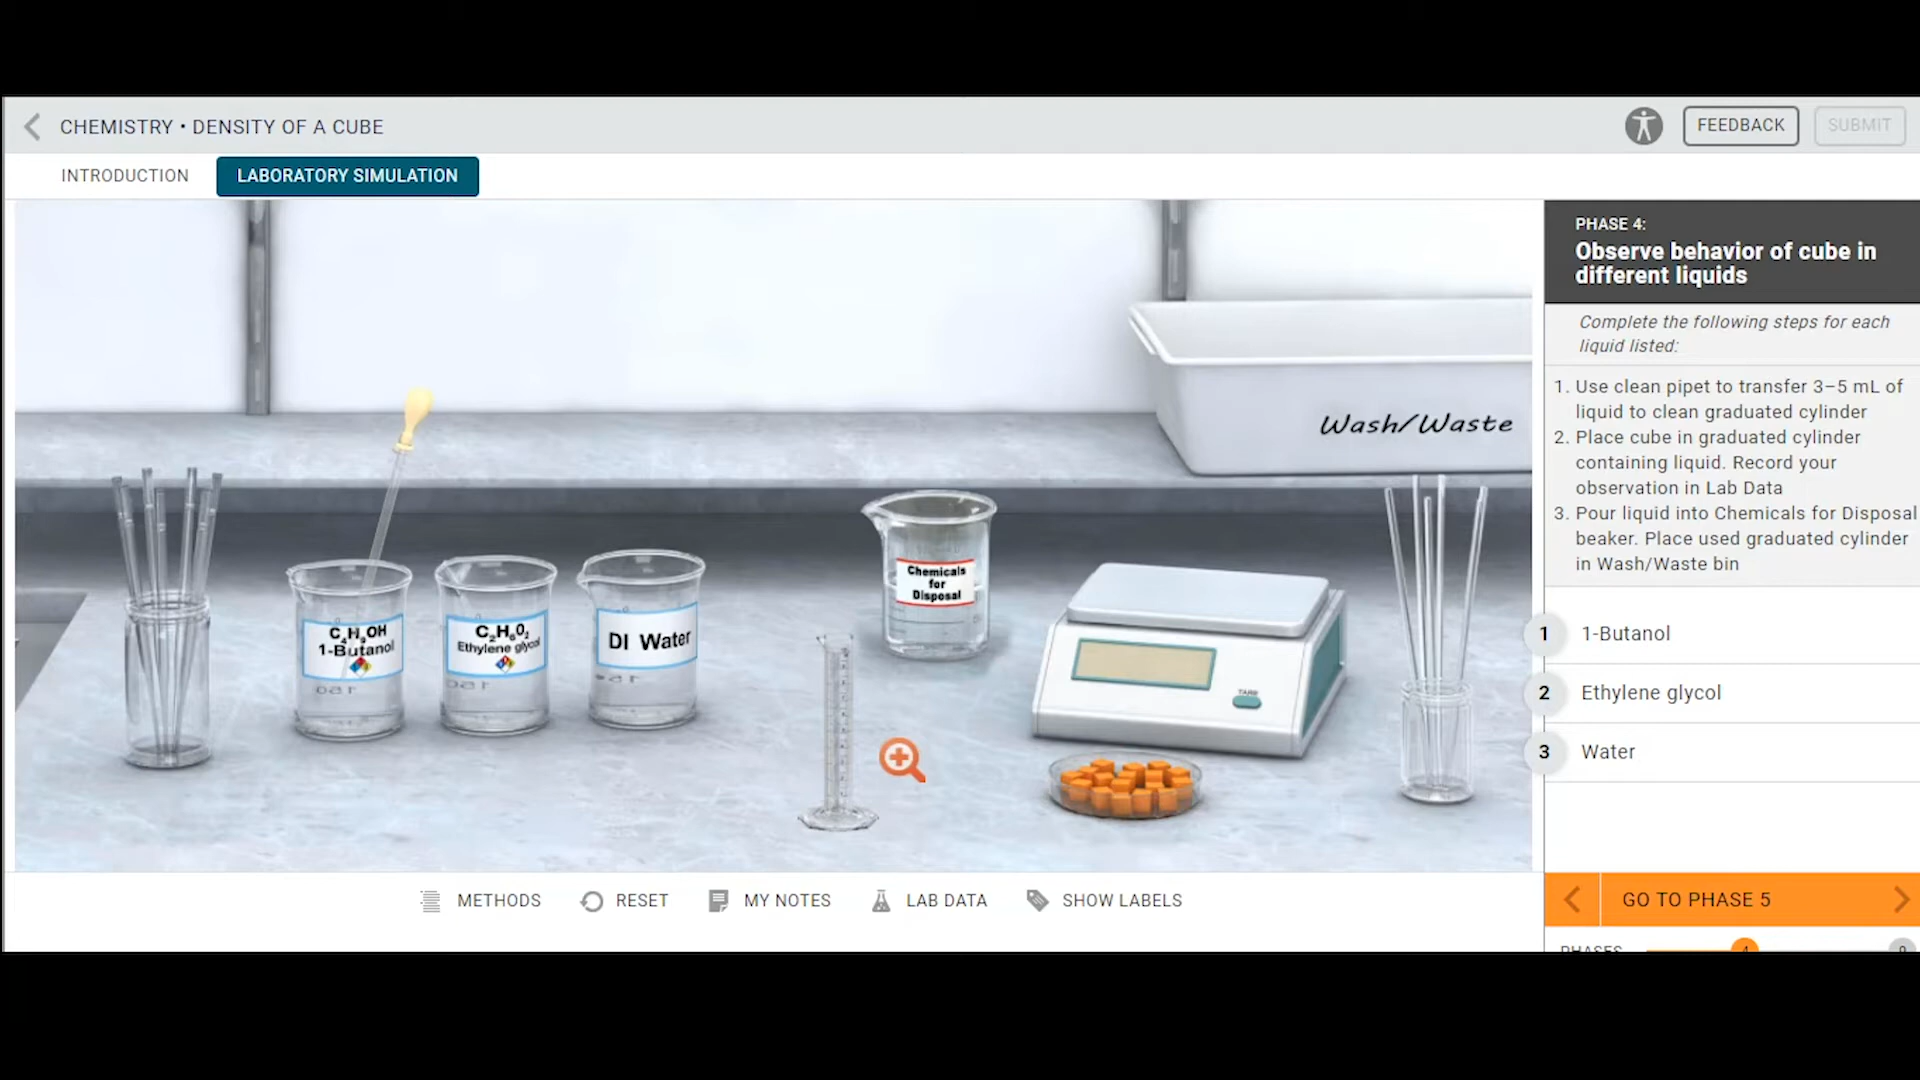 CHEMISTRY • DENSITY OF A CUBE
FEEDBACK
SUBMIT
INTRODUCTION
LABORATORY SIMULATION
PHASE 4:
Observe behavior of cube in
different liquids
Complete the following steps for each
liquid listed:
1. Use clean pipet to transfer 3–5 mL of
liquid to clean graduated cylinder
2. Place cube in graduated cylinder
containing liquid. Record your
observation in Lab Data
3. Pour liquid into Chemicals for Disposal
beaker. Place used graduated cylinder
in Wash/Waste bin
1 1-Butanol
2 Ethylene glycol
3 Water
Wash/Waste
Chemicals
for
Disposal
C₄H₉OH
1-Butanol
C₂H₆O₂
Ethylene glycol
DI Water
TARE
METHODS
RESET
MY NOTES
LAB DATA
SHOW LABELS
GO TO PHASE 5
PHASES
4
9